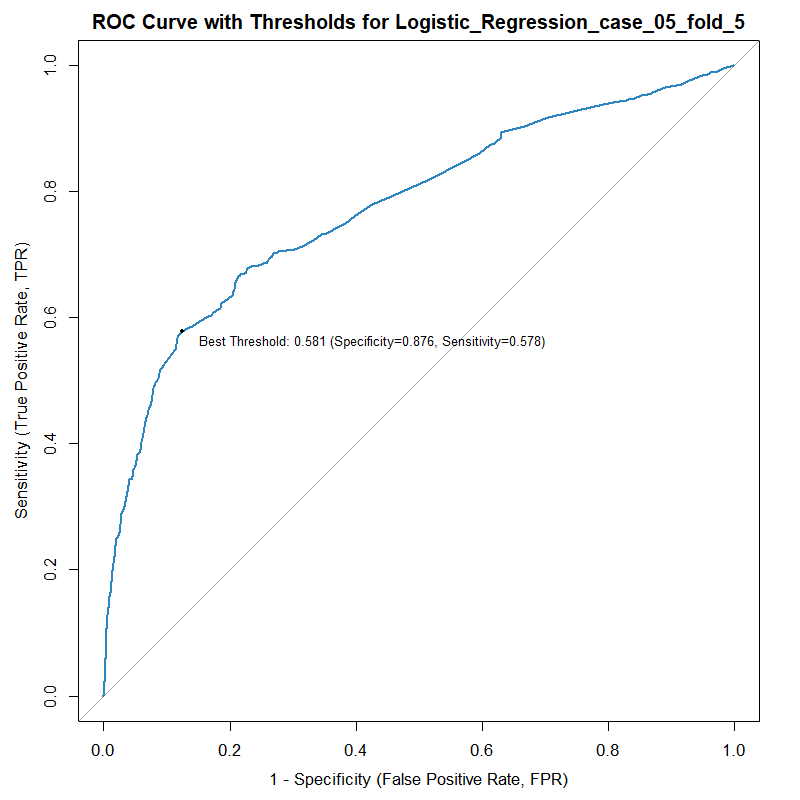 ROC Curve with Thresholds for Logistic_Regression_case_05_fold_5
Sensitivity (True Positive Rate, TPR)
1.0
0.8
0.6
0.4
0.2
0.0
Best Threshold: 0.581 (Specificity=0.876, Sensitivity=0.578)
0.0 0.2 0.4 0.6 0.8 1.0
1 - Specificity (False Positive Rate, FPR)